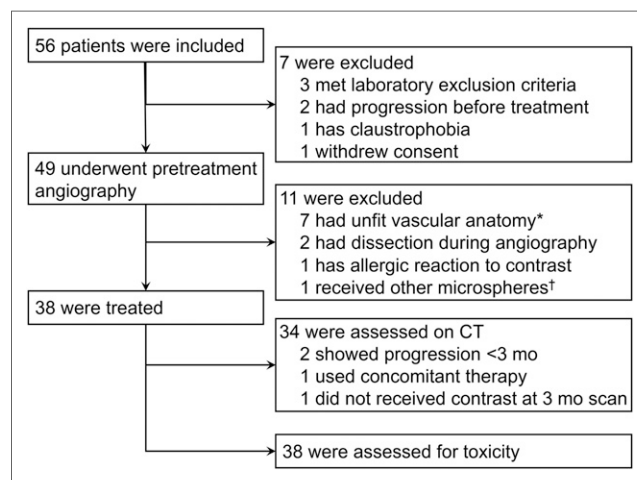 56 patients were included
7 were excluded
3 met laboratory exclusion criteria
2 had progression before treatment
1 has claustrophobia
1 withdrew consent
49 underwent pretreatment
angiography
11 were excluded
7 had unfit vascular anatomy*
2 had dissection during angiography
1 has allergic reaction to contrast
1 received other microspheres†
38 were treated
34 were assessed on CT
2 showed progression <3 mo
1 used concomitant therapy
1 did not received contrast at 3 mo scan
38 were assessed for toxicity